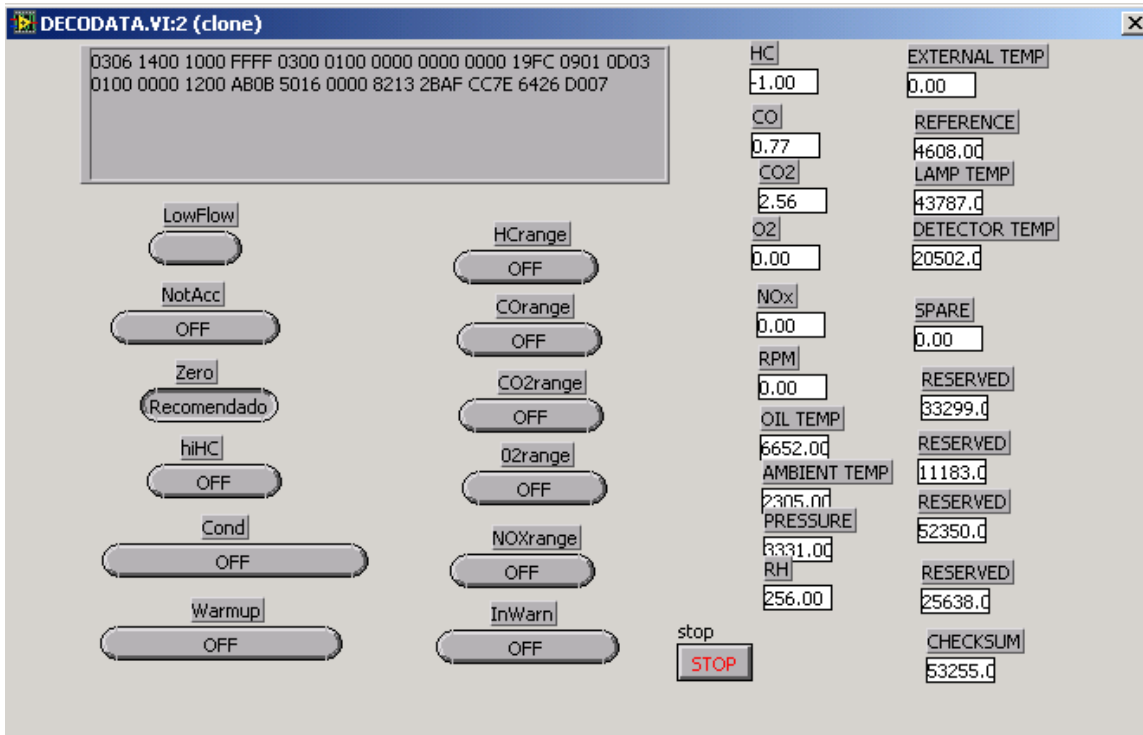 DECODATA.VI:2 (clone)
0306 1400 1000 FFFF 0300 0100 0000 0000 0000 19FC 0901 0D03
0100 0000 1200 AB0B 5016 0000 8213 2BAF CC7E 6426 D007
LowFlow
NotAcc
OFF
Zero
Recomendado
hiHC
OFF
Cond
OFF
Warmup
OFF
HCrange
OFF
COrange
OFF
CO2range
OFF
02range
OFF
NOXrange
OFF
InWarn
OFF
stop
STOP
HC
-1.00
CO
0.77
CO2
2.56
O2
0.00
NOx
0.00
RPM
0.00
OIL TEMP
6652.00
AMBIENT TEMP
2305.00
PRESSURE
3331.00
RH
256.00
EXTERNAL TEMP
0.00
REFERENCE
4608.00
LAMP TEMP
43787.0
DETECTOR TEMP
20502.0
SPARE
0.00
RESERVED
33299.0
RESERVED
11183.0
RESERVED
52350.0
RESERVED
25638.0
CHECKSUM
53255.0